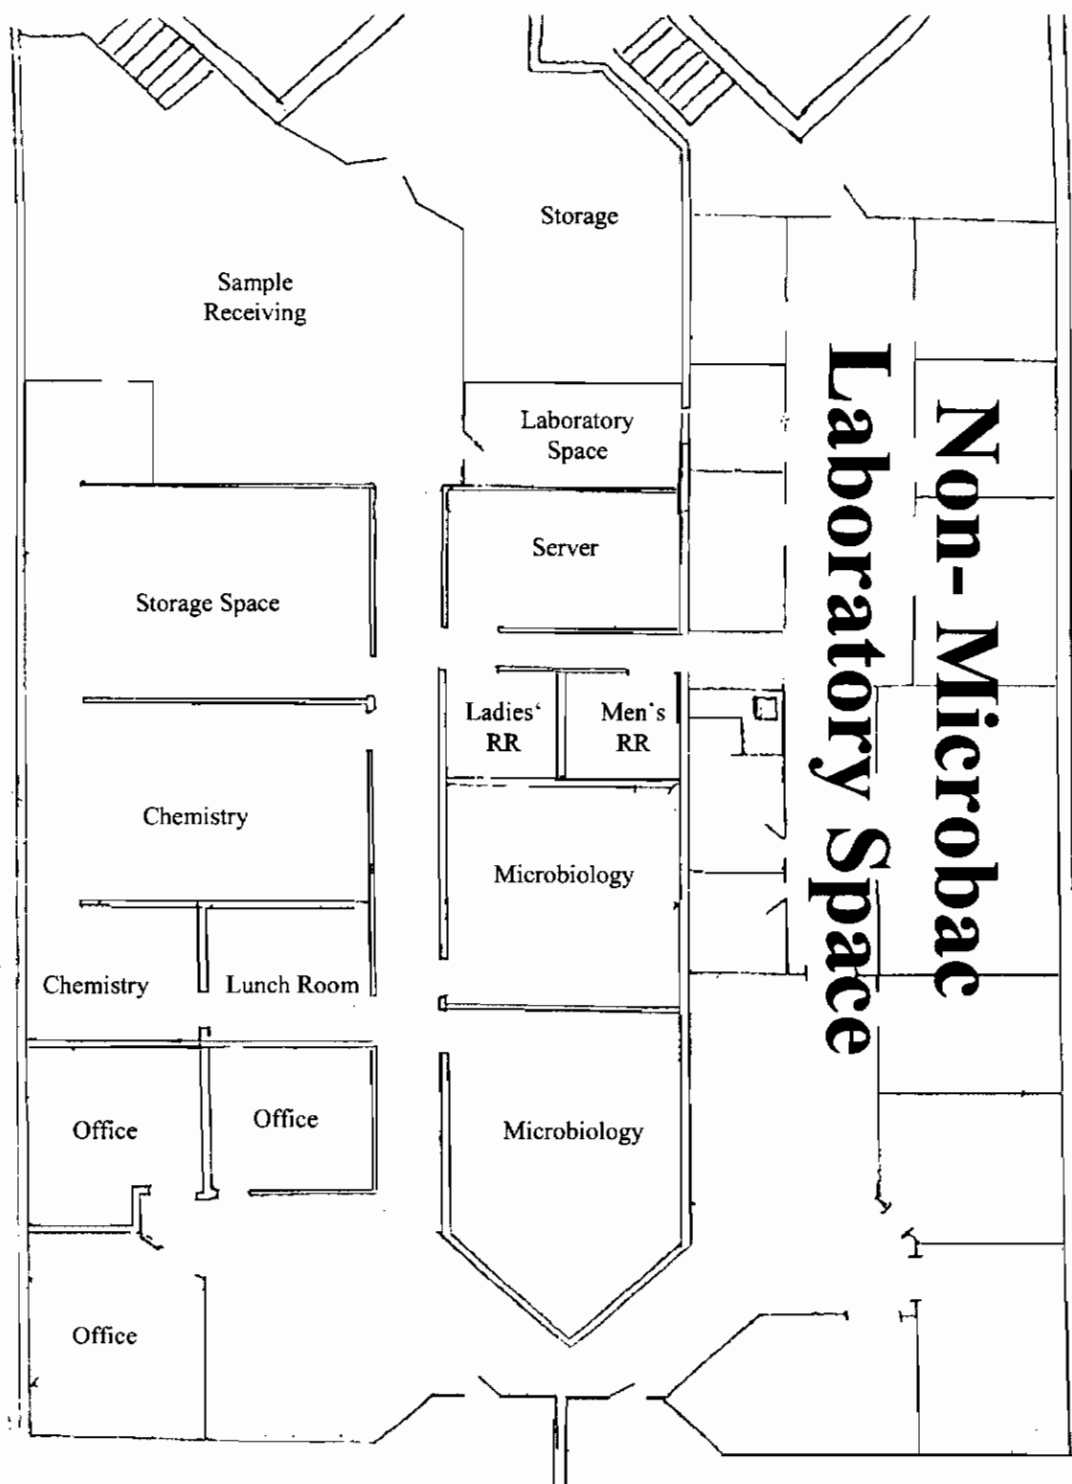 Storage
Sample
Receiving
Laboratory
Space
Server
Storage Space
Ladies‘
RR
Men's
RR
Chemistry
Microbiology
Chemistry
Lunch Room
Office
Office
Microbiology
Office
Non- Microbac
Laboratory Space